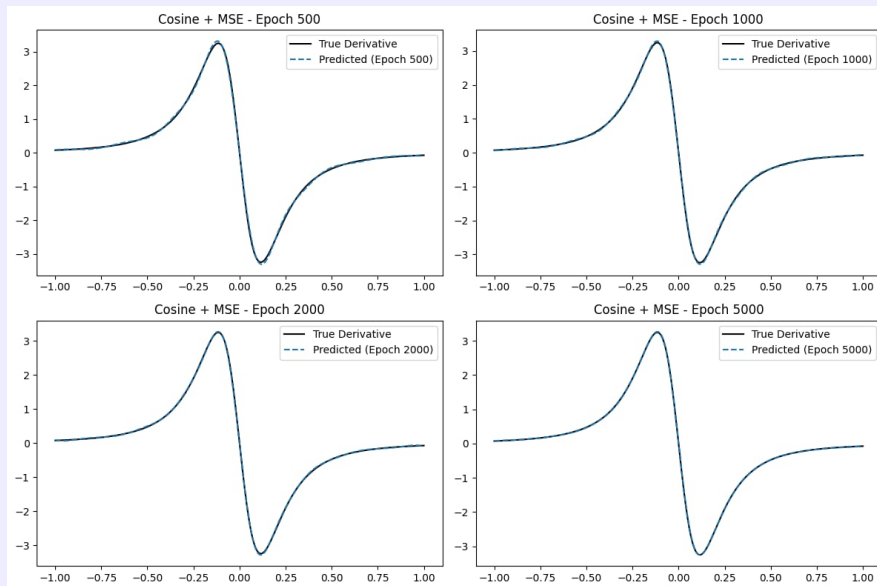 Cosine + MSE - Epoch 500
True Derivative
Predicted (Epoch 500)
3
2
1
0
−1
−2
−3
−1.00 −0.75 −0.50 −0.25 0.00 0.25 0.50 0.75 1.00
Cosine + MSE - Epoch 1000
True Derivative
Predicted (Epoch 1000)
3
2
1
0
−1
−2
−3
−1.00 −0.75 −0.50 −0.25 0.00 0.25 0.50 0.75 1.00
Cosine + MSE - Epoch 2000
True Derivative
Predicted (Epoch 2000)
3
2
1
0
−1
−2
−3
−1.00 −0.75 −0.50 −0.25 0.00 0.25 0.50 0.75 1.00
Cosine + MSE - Epoch 5000
True Derivative
Predicted (Epoch 5000)
3
2
1
0
−1
−2
−3
−1.00 −0.75 −0.50 −0.25 0.00 0.25 0.50 0.75 1.00